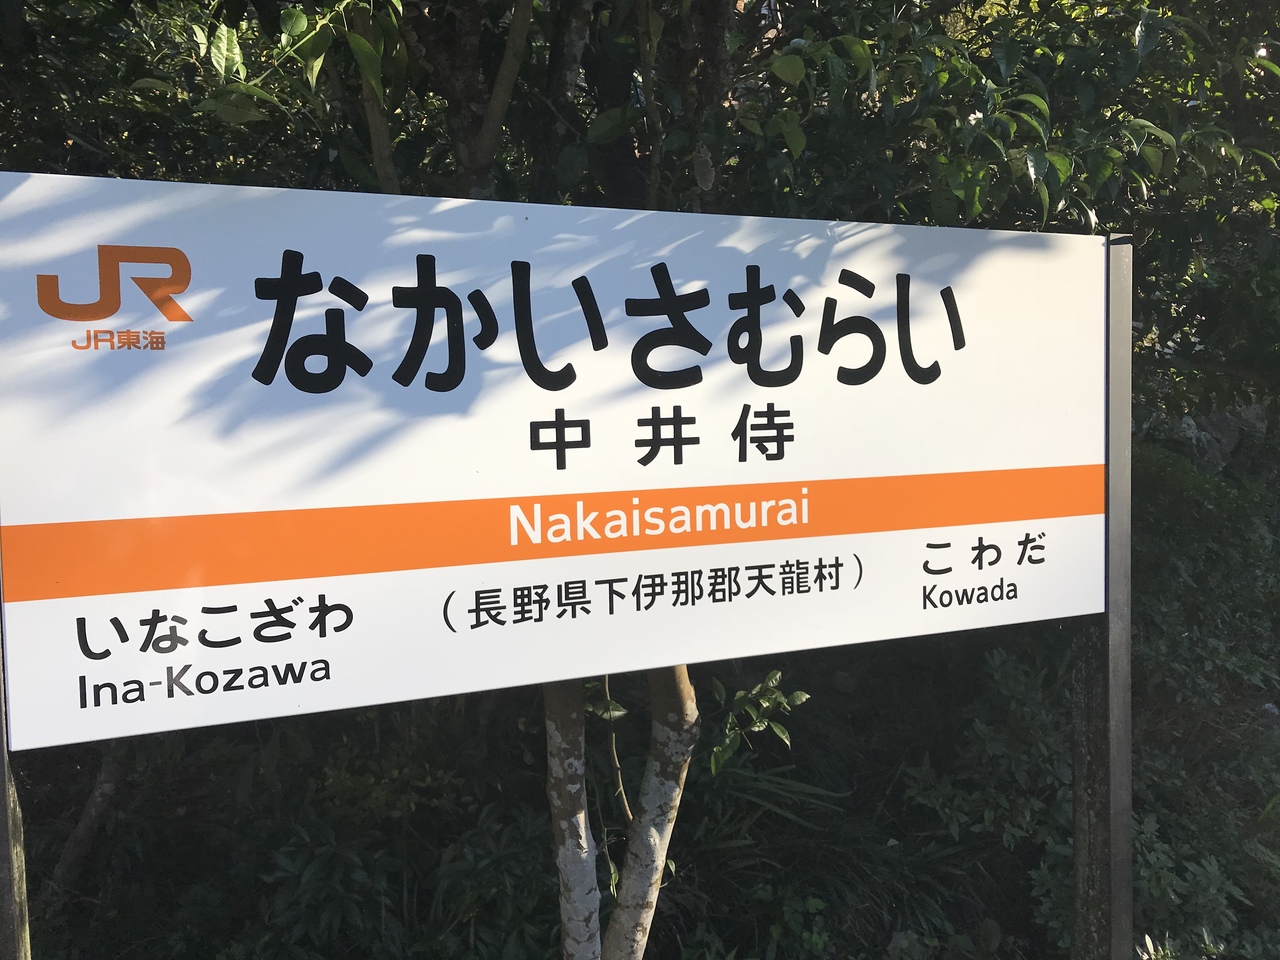 JR
JR東海
なかいさむらい
中井侍
Nakaisamurai
いなこざわ
Ina-Kozawa
（長野県下伊那郡天龍村）
こわだ
Kowada